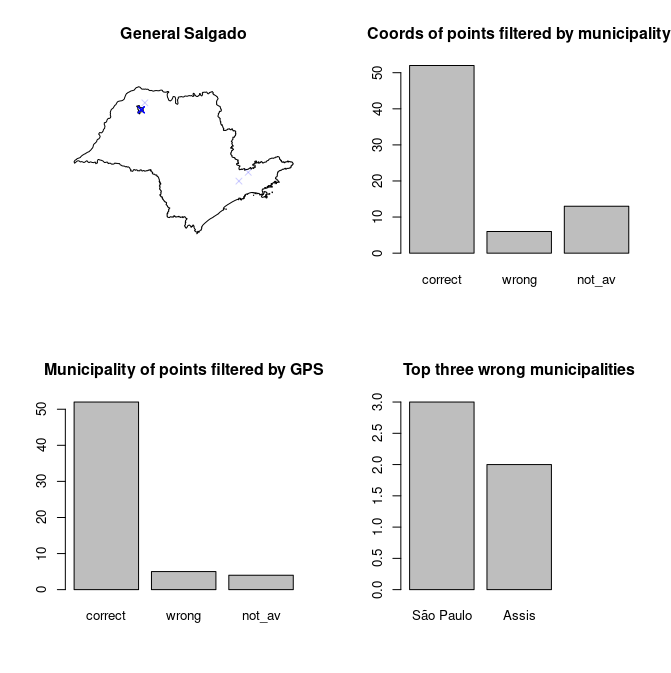 General Salgado
Coords of points filtered by municipality
50
40
30
20
10
0
correct wrong not_av
Municipality of points filtered by GPS
50
40
30
20
10
0
correct wrong not_av
Top three wrong municipalities
3.0
2.5
2.0
1.5
1.0
0.5
0.0
São Paulo Assis